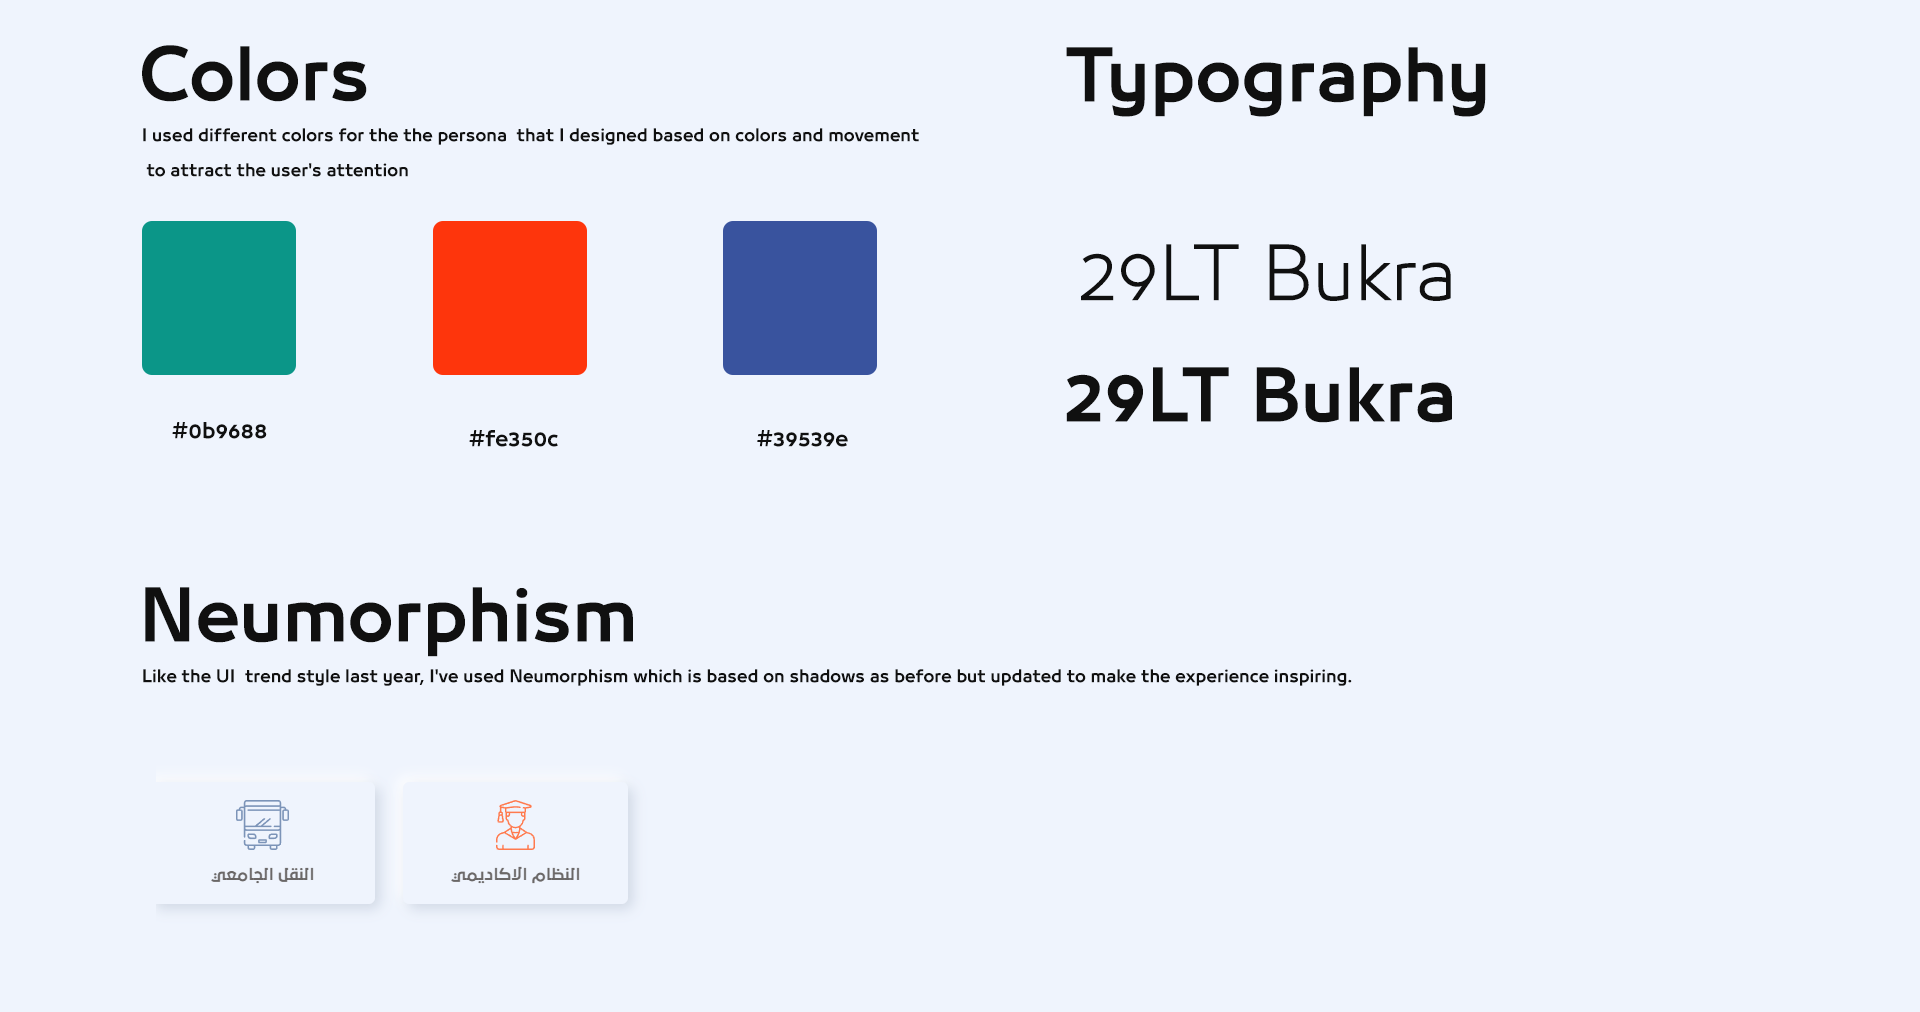 Colors
I used different colors for the the persona  that I designed based on colors and movement
to attract the user's attention
#0b9688
#fe350c
#39539e
Typography
29LT Bukra
29LT Bukra
Neumorphism
Like the UI  trend style last year, I've used Neumorphism which is based on shadows as before but updated to make the experience inspiring.
النقل الجامعي
النظام الاكاديمي